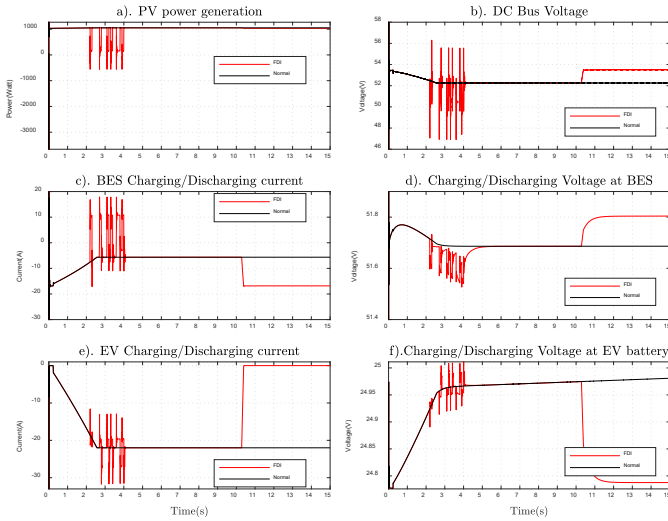 a). PV power generation
Power(Watt)
1000
0
-1000
-2000
-3000
FDI
Normal
0 1 2 3 4 5 6 7 8 9 10 11 12 13 14 15
b). DC Bus Voltage
Voltage(V)
58
56
54
52
50
48
46
FDI
Normal
0 1 2 3 4 5 6 7 8 9 10 11 12 13 14 15
c). BES Charging/Discharging current
Current(A)
20
10
0
-10
-20
-30
FDI
Normal
0 1 2 3 4 5 6 7 8 9 10 11 12 13 14 15
d). Charging/Discharging Voltage at BES
Voltage(V)
51.8
51.6
51.4
FDI
Normal
0 1 2 3 4 5 6 7 8 9 10 11 12 13 14 15
e). EV Charging/Discharging current
Current(A)
0
-10
-20
-30
FDI
Normal
0 1 2 3 4 5 6 7 8 9 10 11 12 13 14 15
Time(s)
f).Charging/Discharging Voltage at EV battery
Voltage(V)
25
24.95
24.9
24.85
24.8
FDI
Normal
0 1 2 3 4 5 6 7 8 9 10 11 12 13 14 15
Time(s)